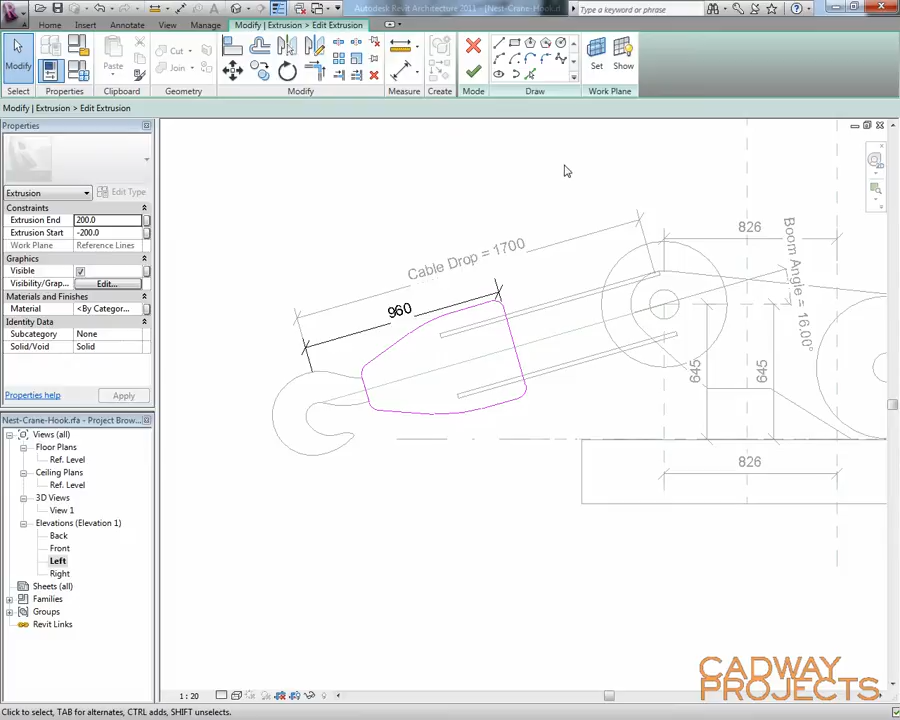 Autodesk Revit Architecture 2011 - [Nest-Crane-Hook.rf
Type a keyword or phrase
Home Insert Annotate View Manage Modify | Extrusion > Edit Extrusion
Modify
Paste
Cut
Join
Set Show
Select Properties Clipboard Geometry Modify Measure Create Mode Draw Work Plane
Modify | Extrusion > Edit Extrusion
Properties
Extrusion
Edit Type
Constraints
Extrusion End 200.0
Extrusion Start -200.0
Work Plane Reference Lines
Graphics
Visible
Visibility/Grap... Edit...
Materials and Finishes
Material <By Categor...
Identity Data
Subcategory None
Solid/Void Solid
Properties help
Apply
Nest-Crane-Hook.rfa - Project Brow...
Views (all)
Floor Plans
Ref. Level
Ceiling Plans
Ref. Level
3D Views
View 1
Elevations (Elevation 1)
Back
Front
Left
Right
Sheets (all)
Families
Groups
Revit Links
Cable Drop = 1700
960
826
Boom Angle = 16.00°
645
645
826
1 : 20
CADWAY
PROJECTS
Click to select, TAB for alternates, CTRL adds, SHIFT unselects.